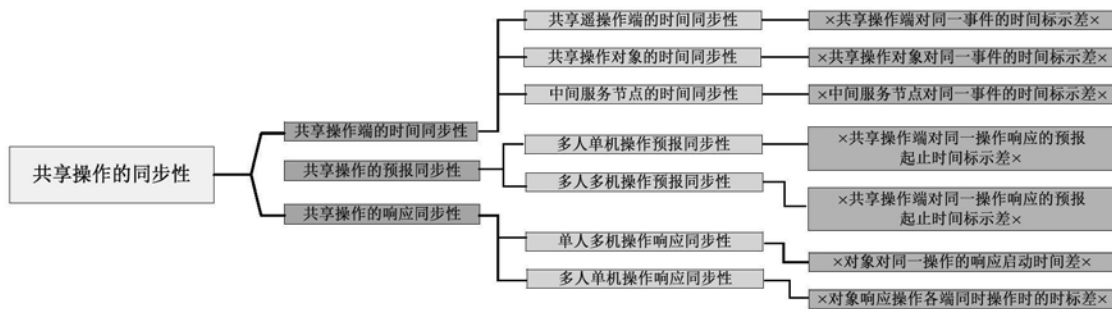 共享操作的同步性
共享操作端的时间同步性
共享遥操作端的时间同步性
×共享操作端对同一事件的时间标示差×
共享操作对象的时间同步性
×共享操作对象对同一事件的时间标示差×
中间服务节点的时间同步性
×中间服务节点对同一事件的时间标示差×
共享操作的预报同步性
多人单机操作预报同步性
×共享操作端对同一操作响应的预报
起止时间标示差×
多人多机操作预报同步性
×共享操作端对同一操作响应的预报
起止时间标示差×
共享操作的响应同步性
单人多机操作响应同步性
×对象对同一操作的响应启动时间差×
多人单机操作响应同步性
×对象响应操作各端同时操作时的时标差×